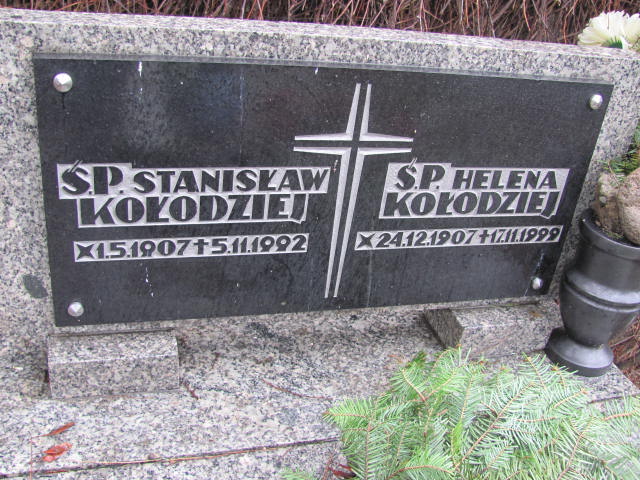 Ś.P. STANISŁAW
KOŁODZIEJ
×1.5.1907†5.11.1992
Ś.P. HELENA
KOŁODZIEJ
×24.12.1907†17.11.1999